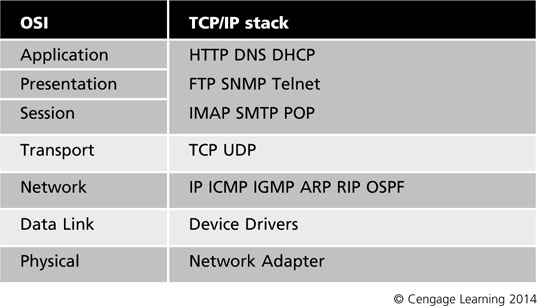 OSI TCP/IP stack
Application HTTP DNS DHCP
Presentation FTP SNMP Telnet
Session IMAP SMTP POP
Transport TCP UDP
Network IP ICMP IGMP ARP RIP OSPF
Data Link Device Drivers
Physical Network Adapter
© Cengage Learning 2014